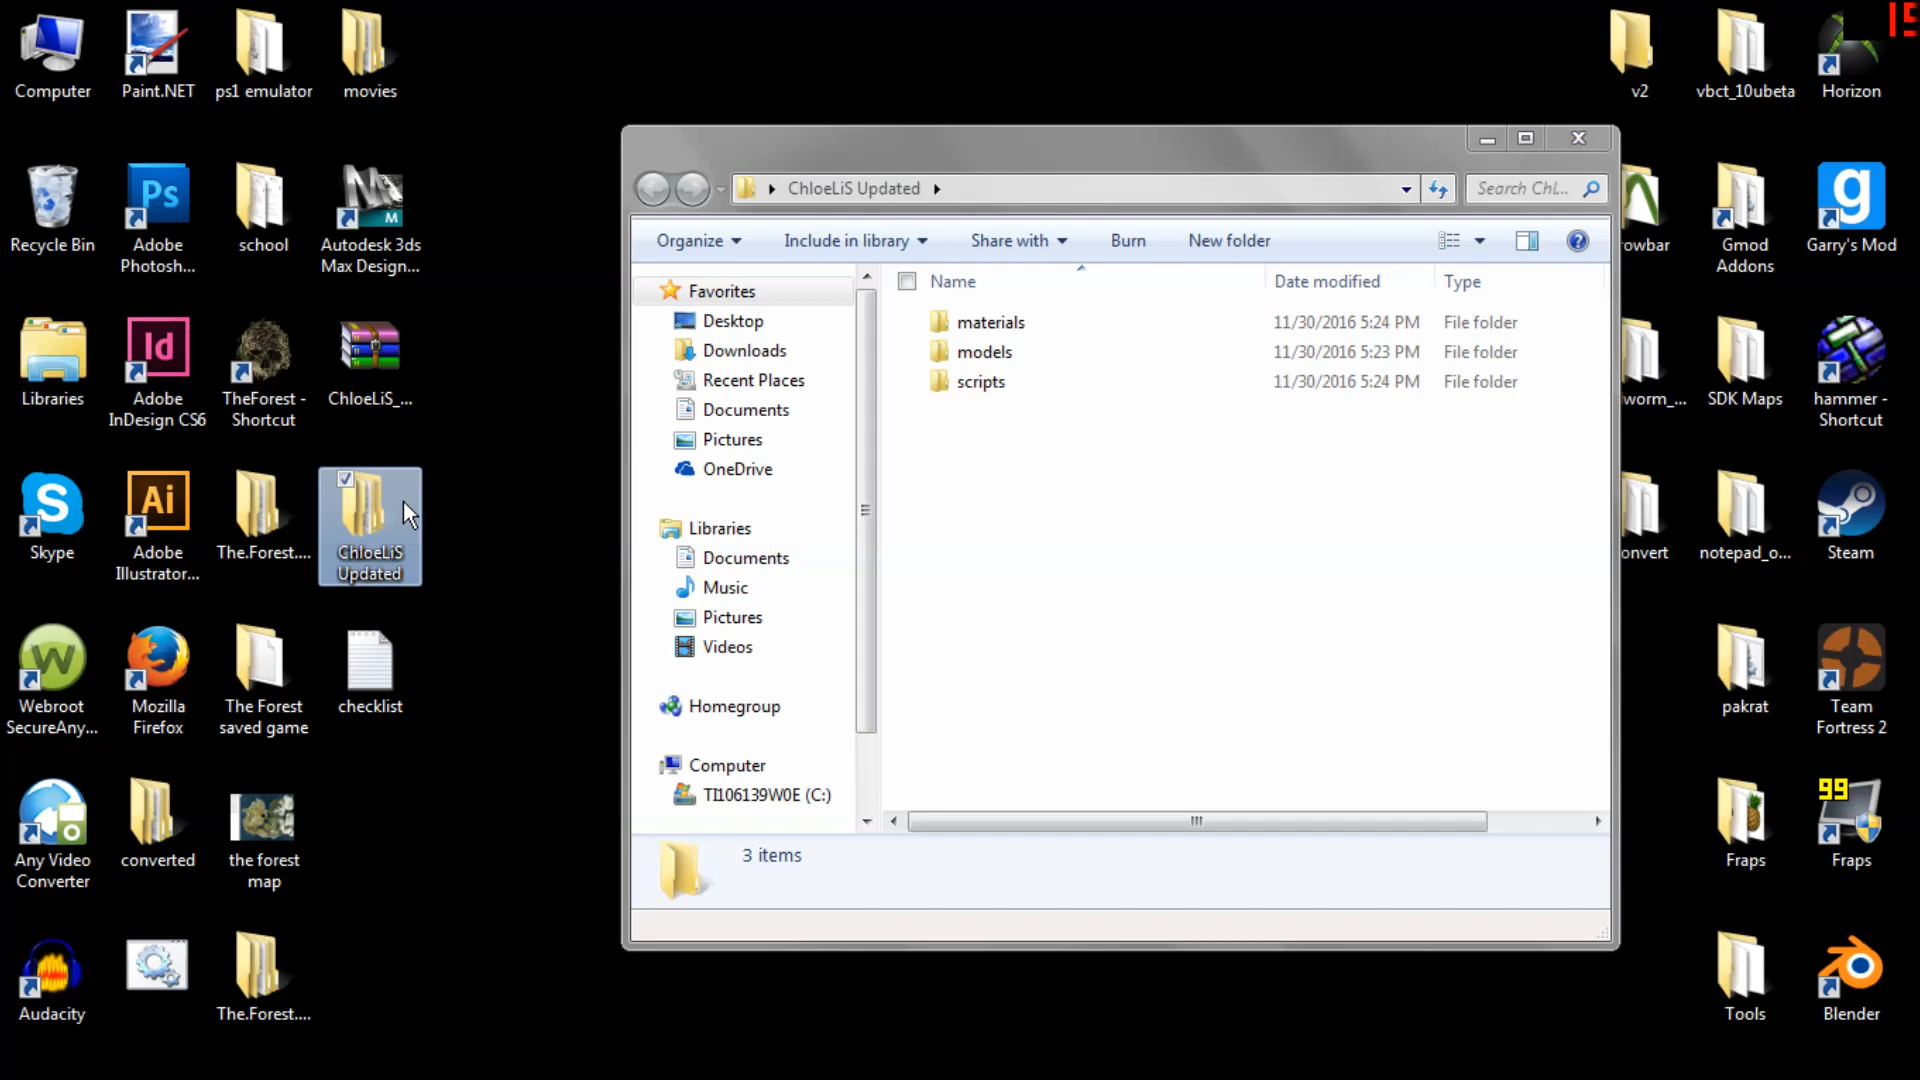 Computer
Paint.NET
ps1 emulator
movies
v2
vbct_10ubeta
Horizon
15
Recycle Bin
Adobe
Photosh...
school
Autodesk 3ds
Max Design...
owbar
Gmod
Addons
Garry's Mod
Libraries
Adobe
InDesign CS6
TheForest -
Shortcut
ChloeLiS_...
worm_...
SDK Maps
hammer -
Shortcut
Skype
Adobe
Illustrator...
The.Forest....
ChloeLiS
Updated
onvert
notepad_o...
Steam
Webroot
SecureAny...
Mozilla
Firefox
The Forest
saved game
checklist
pakrat
Team
Fortress 2
Any Video
Converter
converted
the forest
map
Fraps
99
Fraps
Audacity
The.Forest....
Tools
Blender
ChloeLiS Updated
Search Chl...
Organize
Include in library
Share with
Burn
New folder
Name
Date modified
Type
materials
11/30/2016 5:24 PM
File folder
models
11/30/2016 5:23 PM
File folder
scripts
11/30/2016 5:24 PM
File folder
Favorites
Desktop
Downloads
Recent Places
Documents
Pictures
OneDrive
Libraries
Documents
Music
Pictures
Videos
Homegroup
Computer
TI106139W0E (C:)
3 items
Ps
Id
Ai